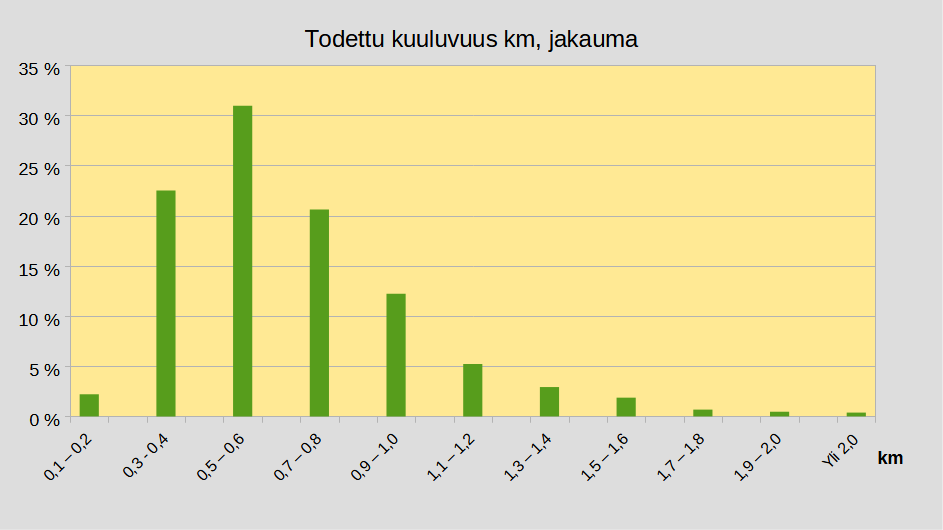 Todettu kuuluvuus km, jakauma
35 %
30 %
25 %
20 %
15 %
10 %
5 %
0 %
0,1 – 0,2
0,3 - 0,4
0,5 – 0,6
0,7 – 0,8
0,9 – 1,0
1,1 – 1,2
1,3 – 1,4
1,5 – 1,6
1,7 – 1,8
1,9 – 2,0
Yli 2,0
km